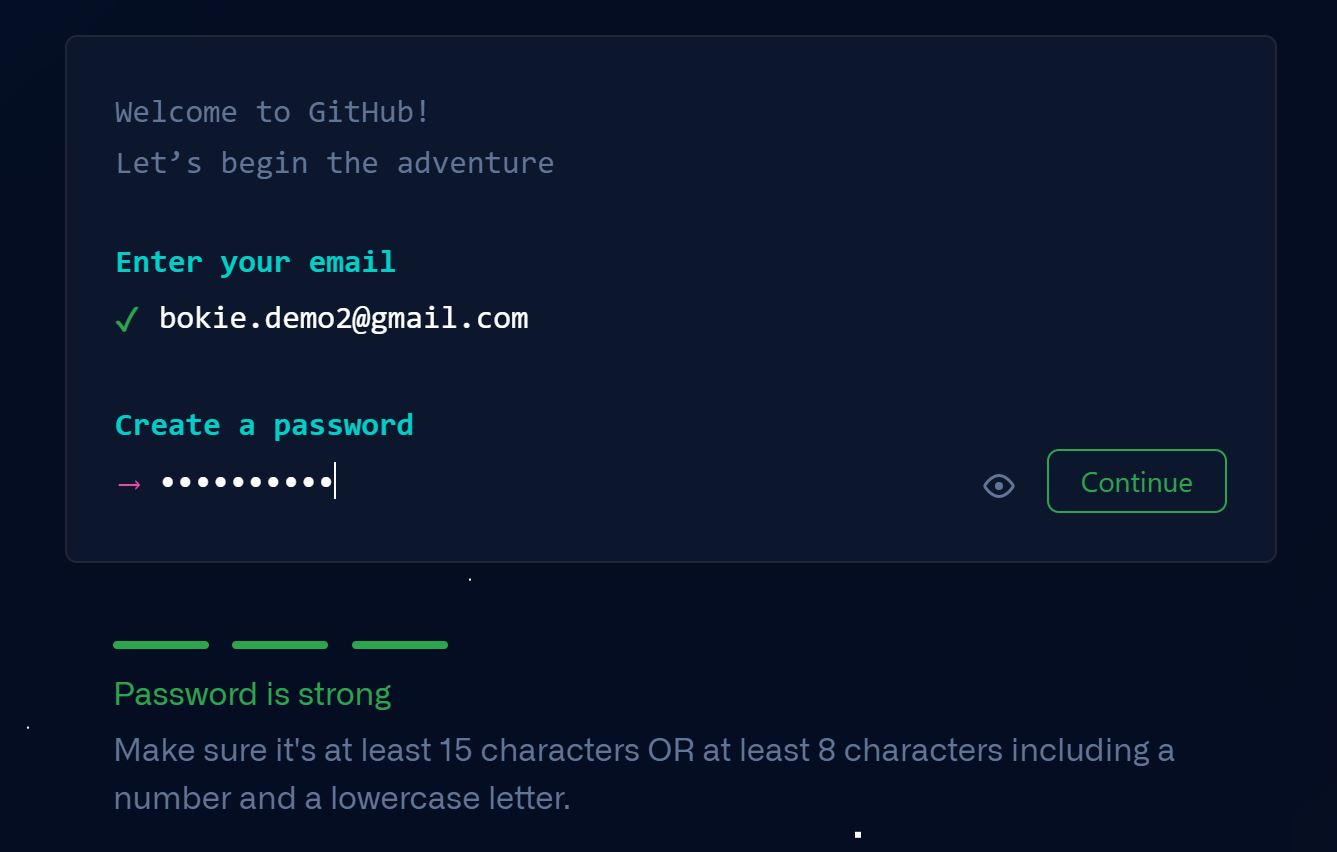 Welcome to GitHub!
Let’s begin the adventure
Enter your email
✓ bokie.demo2@gmail.com
Create a password
→ ••••••••••
Continue
Password is strong
Make sure it's at least 15 characters OR at least 8 characters including a
number and a lowercase letter.